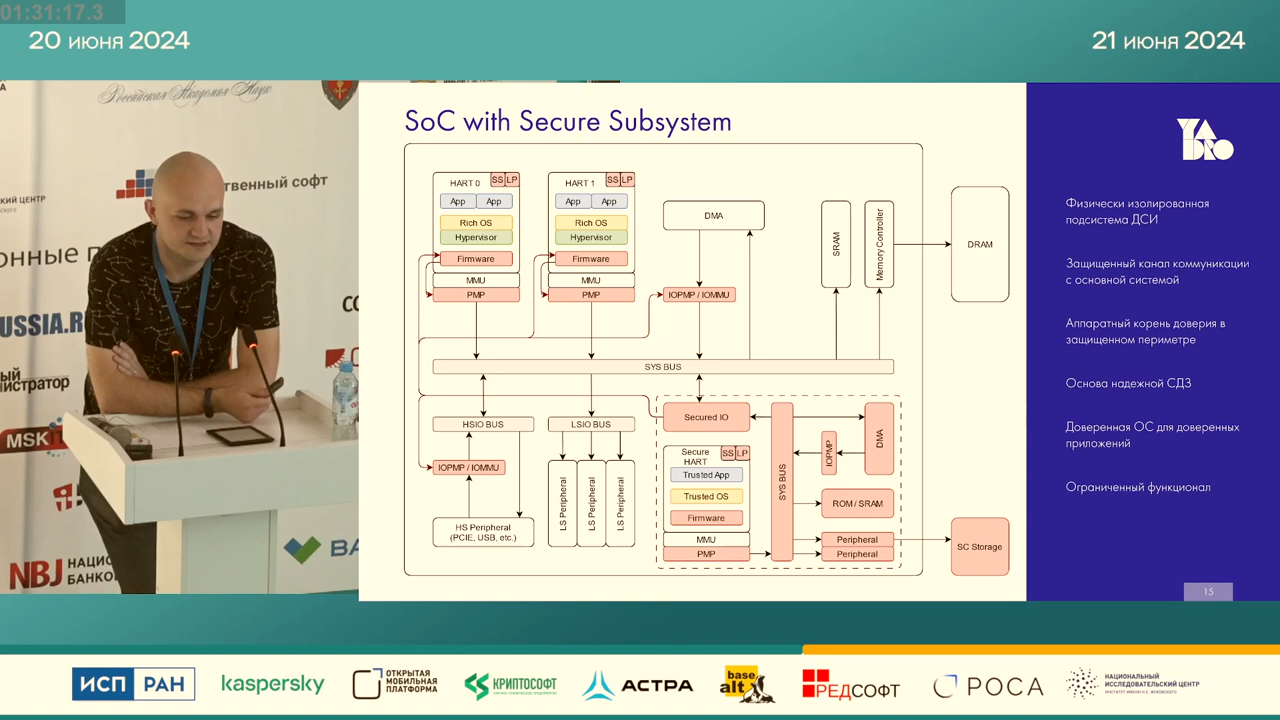 01:31:17.3
20 июня 2024
21 июня 2024
Российская Академия Наук
ственный софт
ИЙ ЦЕНТР
онные п
RUSSIA.R
нистратор
MSK
NBJ
НАЦИО
БАНКО
BA
SoC with Secure Subsystem
HART 0
SS
LP
App
App
Rich OS
Hypervisor
Firmware
MMU
PMP
HART 1
SS
LP
App
App
Rich OS
Hypervisor
Firmware
MMU
PMP
DMA
IOPMP / IOMMU
SRAM
Memory Controller
DRAM
SYS BUS
HSIO BUS
LSIO BUS
IOPMP / IOMMU
HS Peripheral
(PCIE, USB, etc.)
LS Peripheral
LS Peripheral
LS Peripheral
Secured IO
Secure
HART
SS
LP
Trusted App
Trusted OS
Firmware
MMU
PMP
SYS BUS
IOPMP
DMA
ROM / SRAM
Peripheral
Peripheral
SC Storage
YADRO
Физически изолированная
подсистема ДСИ
Защищенный канал коммуникации
с основной системой
Аппаратный корень доверия в
защищенном периметре
Основа надежной СДЗ
Доверенная ОС для доверенных
приложений
Ограниченный функционал
15
ИСП РАН
kaspersky
ОТКРЫТАЯ
МОБИЛЬНАЯ
ПЛАТФОРМА
КРИПТОСОФТ
АСТРА
base
alt
РЕДСОФТ
РОСА
НАЦИОНАЛЬНЫЙ
ИССЛЕДОВАТЕЛЬСКИЙ ЦЕНТР